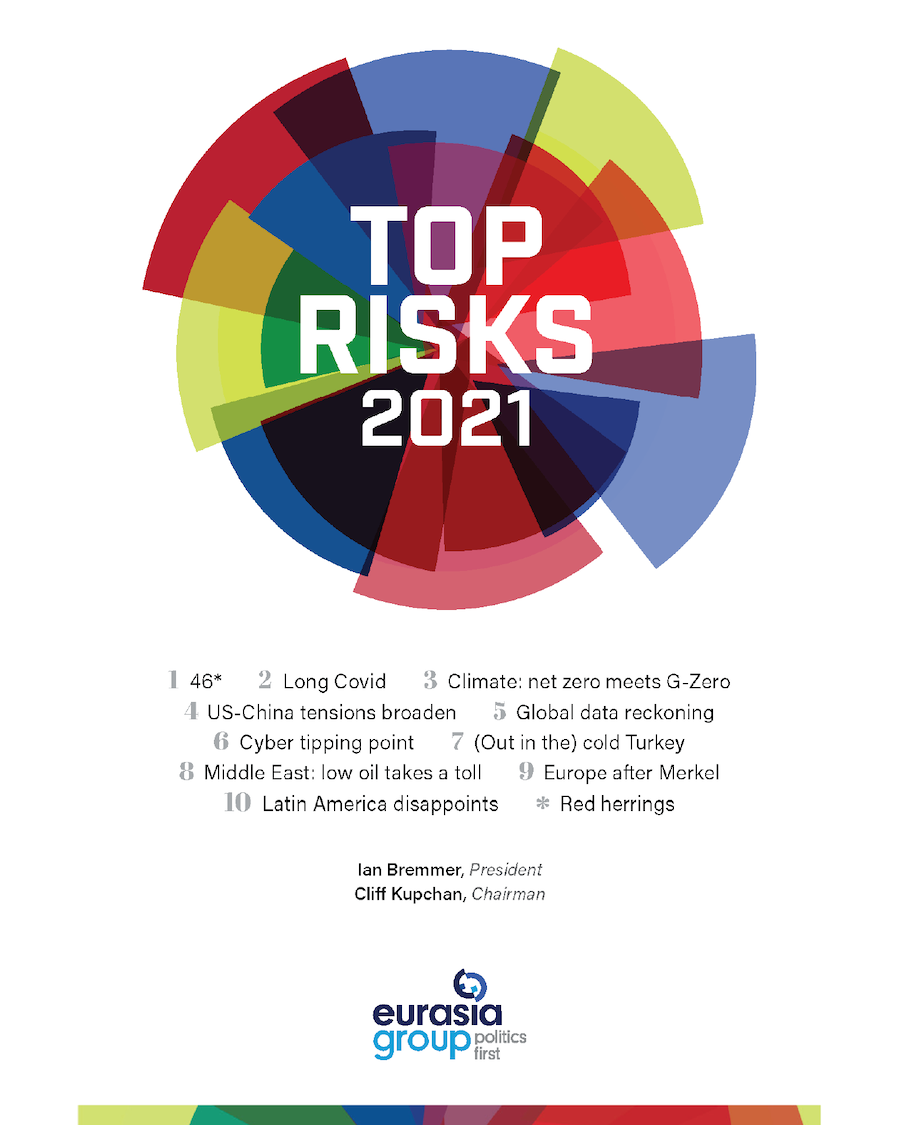 TOP
RISKS
2021
1 46* 2 Long Covid 3 Climate: net zero meets G-Zero
4 US-China tensions broaden 5 Global data reckoning
6 Cyber tipping point 7 (Out in the) cold Turkey
8 Middle East: low oil takes a toll 9 Europe after Merkel
10 Latin America disappoints * Red herrings
Ian Bremmer, President
Cliff Kupchan, Chairman
eurasia
group politics
first